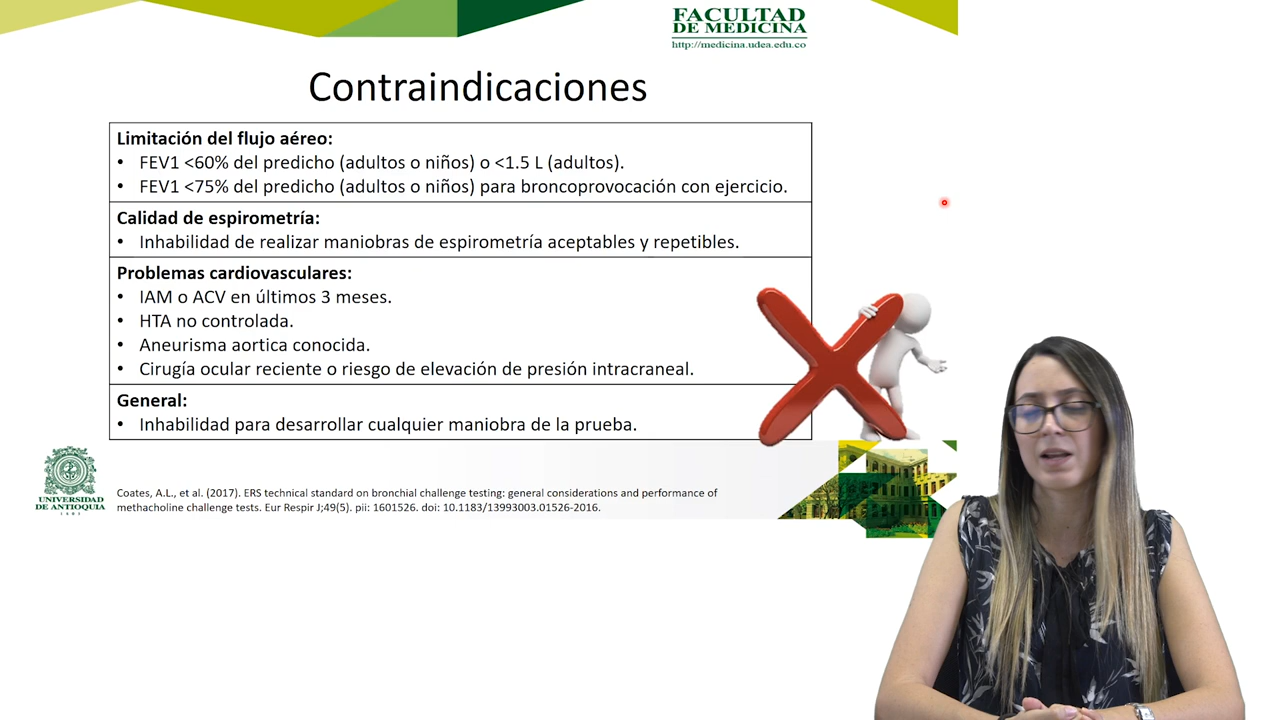 FACULTAD
DE MEDICINA
http://medicina.udea.edu.co
Contraindicaciones
Limitación del flujo aéreo:
• FEV1 <60% del predicho (adultos o niños) o <1.5 L (adultos).
• FEV1 <75% del predicho (adultos o niños) para broncoprovocación con ejercicio.
Calidad de espirometría:
• Inhabilidad de realizar maniobras de espirometría aceptables y repetibles.
Problemas cardiovasculares:
• IAM o ACV en últimos 3 meses.
• HTA no controlada.
• Aneurisma aortica conocida.
• Cirugía ocular reciente o riesgo de elevación de presión intracraneal.
General:
• Inhabilidad para desarrollar cualquier maniobra de la prueba.
UNIVERSIDAD
DE ANTIOQUIA
1803
Coates, A.L., et al. (2017). ERS technical standard on bronchial challenge testing: general considerations and performance of
methacholine challenge tests. Eur Respir J;49(5). pii: 1601526. doi: 10.1183/13993003.01526-2016.